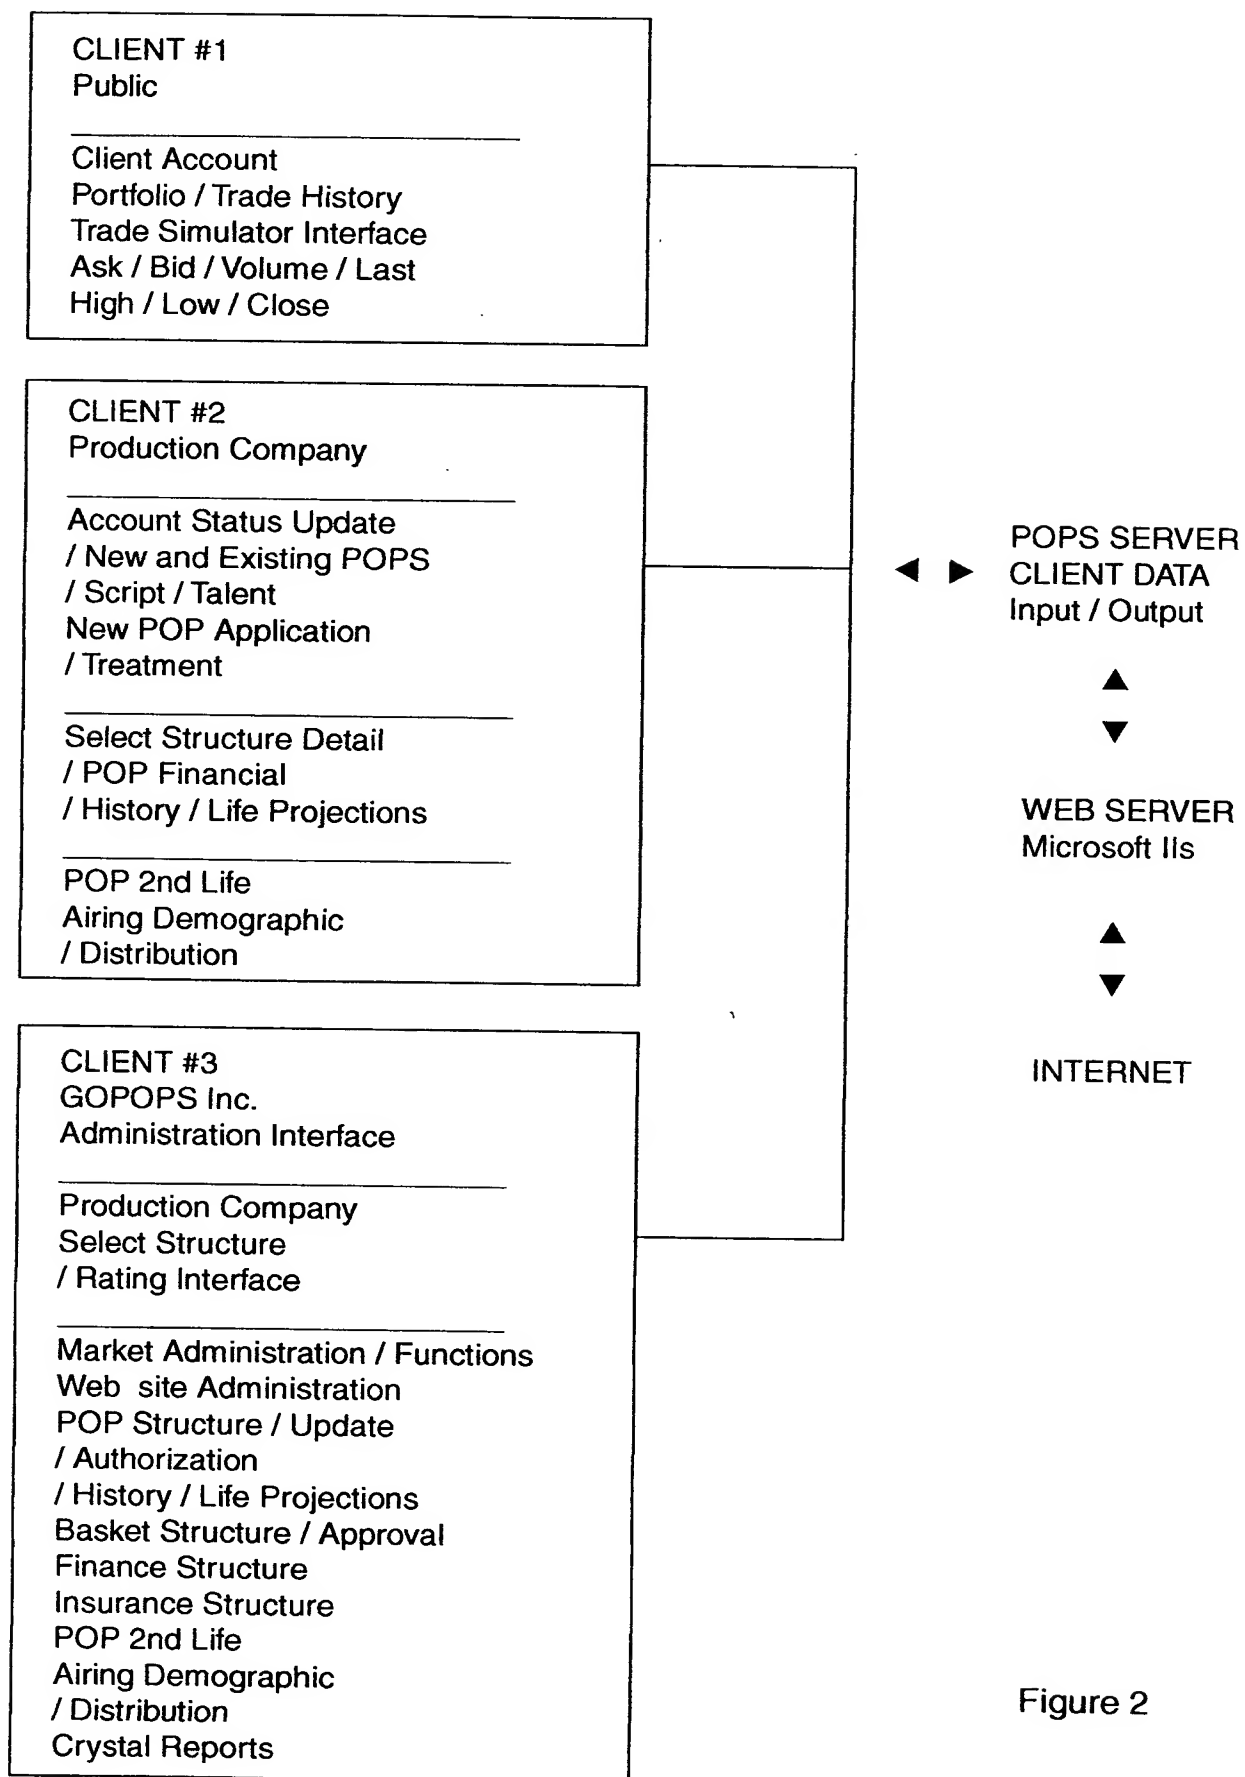 CLIENT #1
Public
Client Account
Portfolio / Trade History
Trade Simulator Interface
Ask / Bid / Volume / Last
High / Low / Close
CLIENT #2
Production Company
Account Status Update
/ New and Existing POPS
/ Script / Talent
New POP Application
/ Treatment
Select Structure Detail
/ POP Financial
/ History / Life Projections
POP 2nd Life
Airing Demographic
/ Distribution
CLIENT #3
GOPOPS Inc.
Administration Interface
Production Company
Select Structure
/ Rating Interface
Market Administration / Functions
Web site Administration
POP Structure / Update
/ Authorization
/ History / Life Projections
Basket Structure / Approval
Finance Structure
Insurance Structure
POP 2nd Life
Airing Demographic
/ Distribution
Crystal Reports
POPS SERVER
CLIENT DATA
Input / Output
WEB SERVER
Microsoft IIs
INTERNET
Figure 2